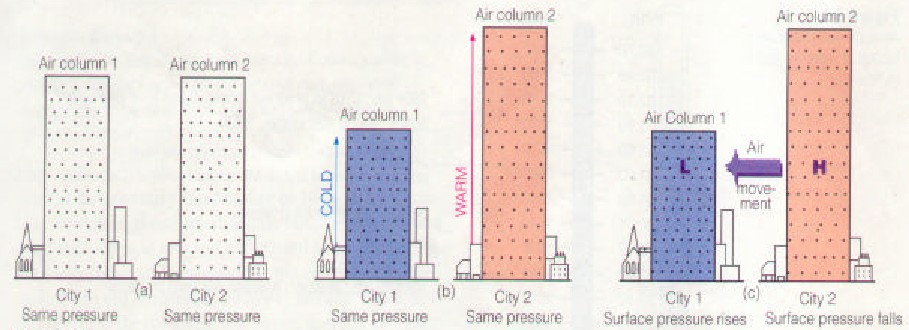 Air column 1
Air column 2
City 1
Same pressure
(a)
City 2
Same pressure
Air column 1
COLD
WARM
Air column 2
City 1
Same pressure
(b)
City 2
Same pressure
Air Column 1
L
Air
move-
ment
Air column 2
H
City 1
Surface pressure rises
(c)
City 2
Surface pressure falls